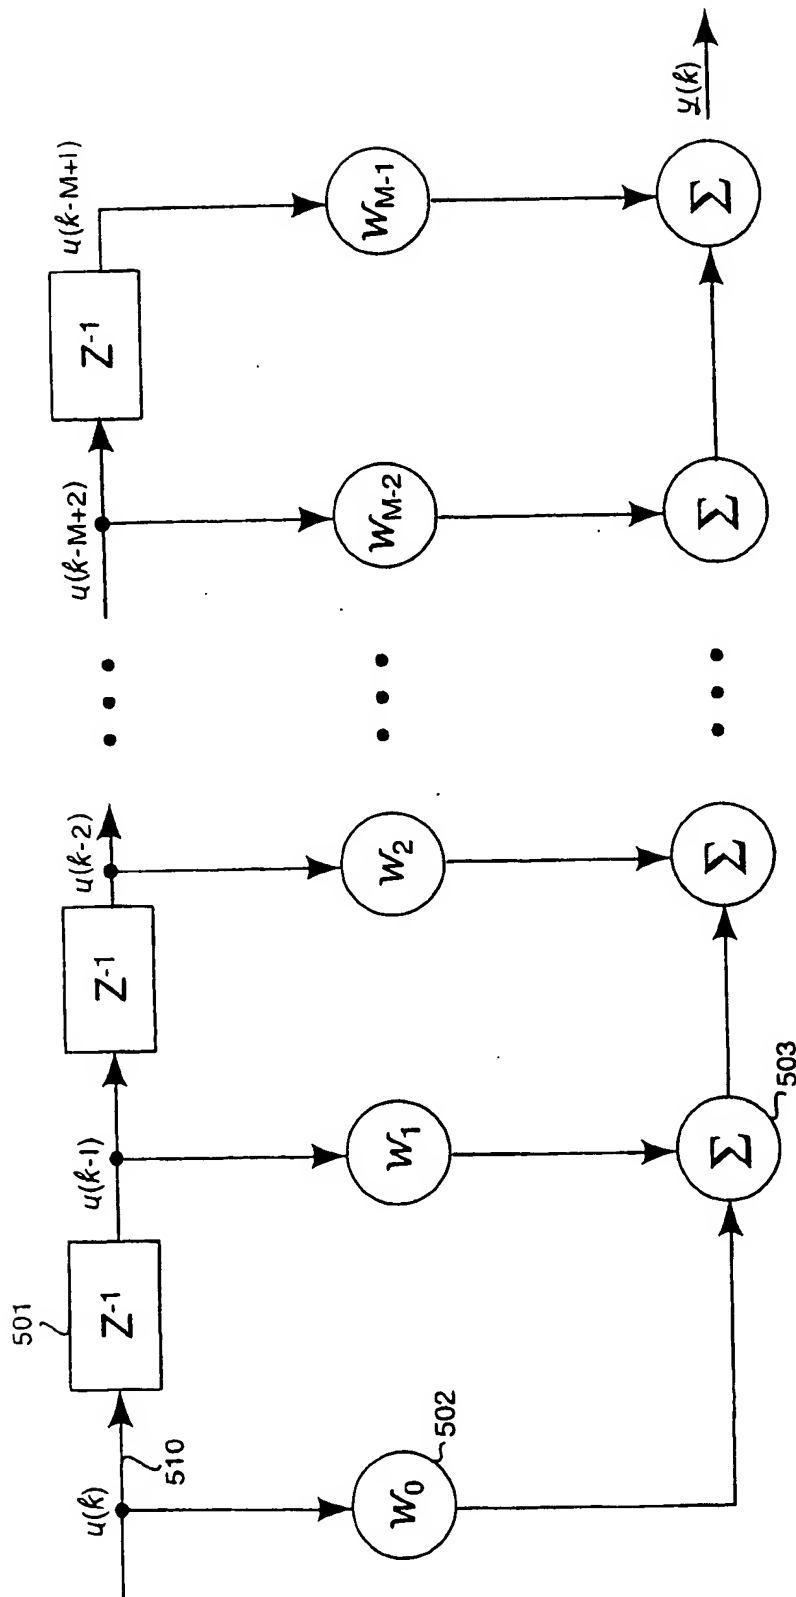 u(k)
510
501
Z-1
u(k-1)
Z-1
u(k-2)
u(k-M+2)
Z-1
u(k-M+1)
W0
502
W1
W2
WM-2
WM-1
Σ
503
Σ
Σ
Σ
y(k)